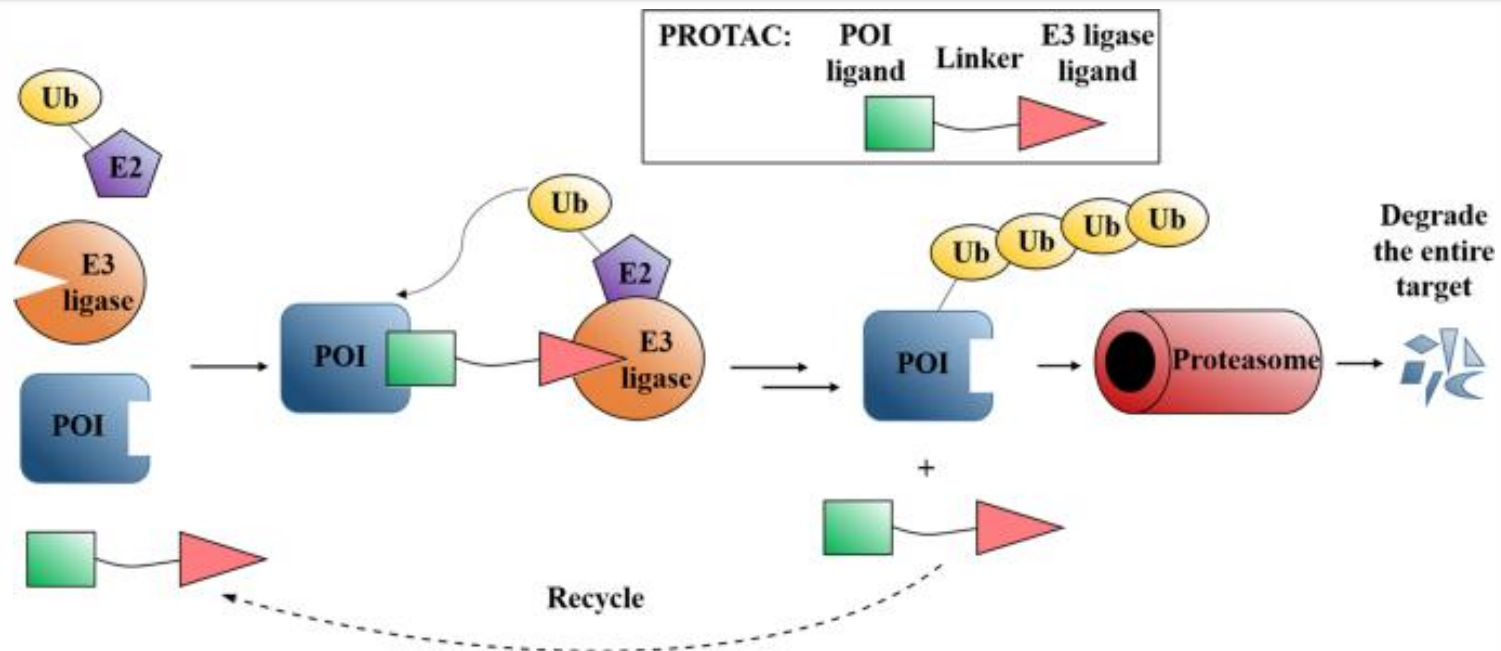 PROTAC:
POI
ligand
Linker
E3 ligase
ligand
Ub
E2
E3
ligase
POI
Ub
E2
POI
E3
ligase
Ub
Ub
Ub
Ub
POI
Proteasome
Degrade
the entire
target
+
Recycle